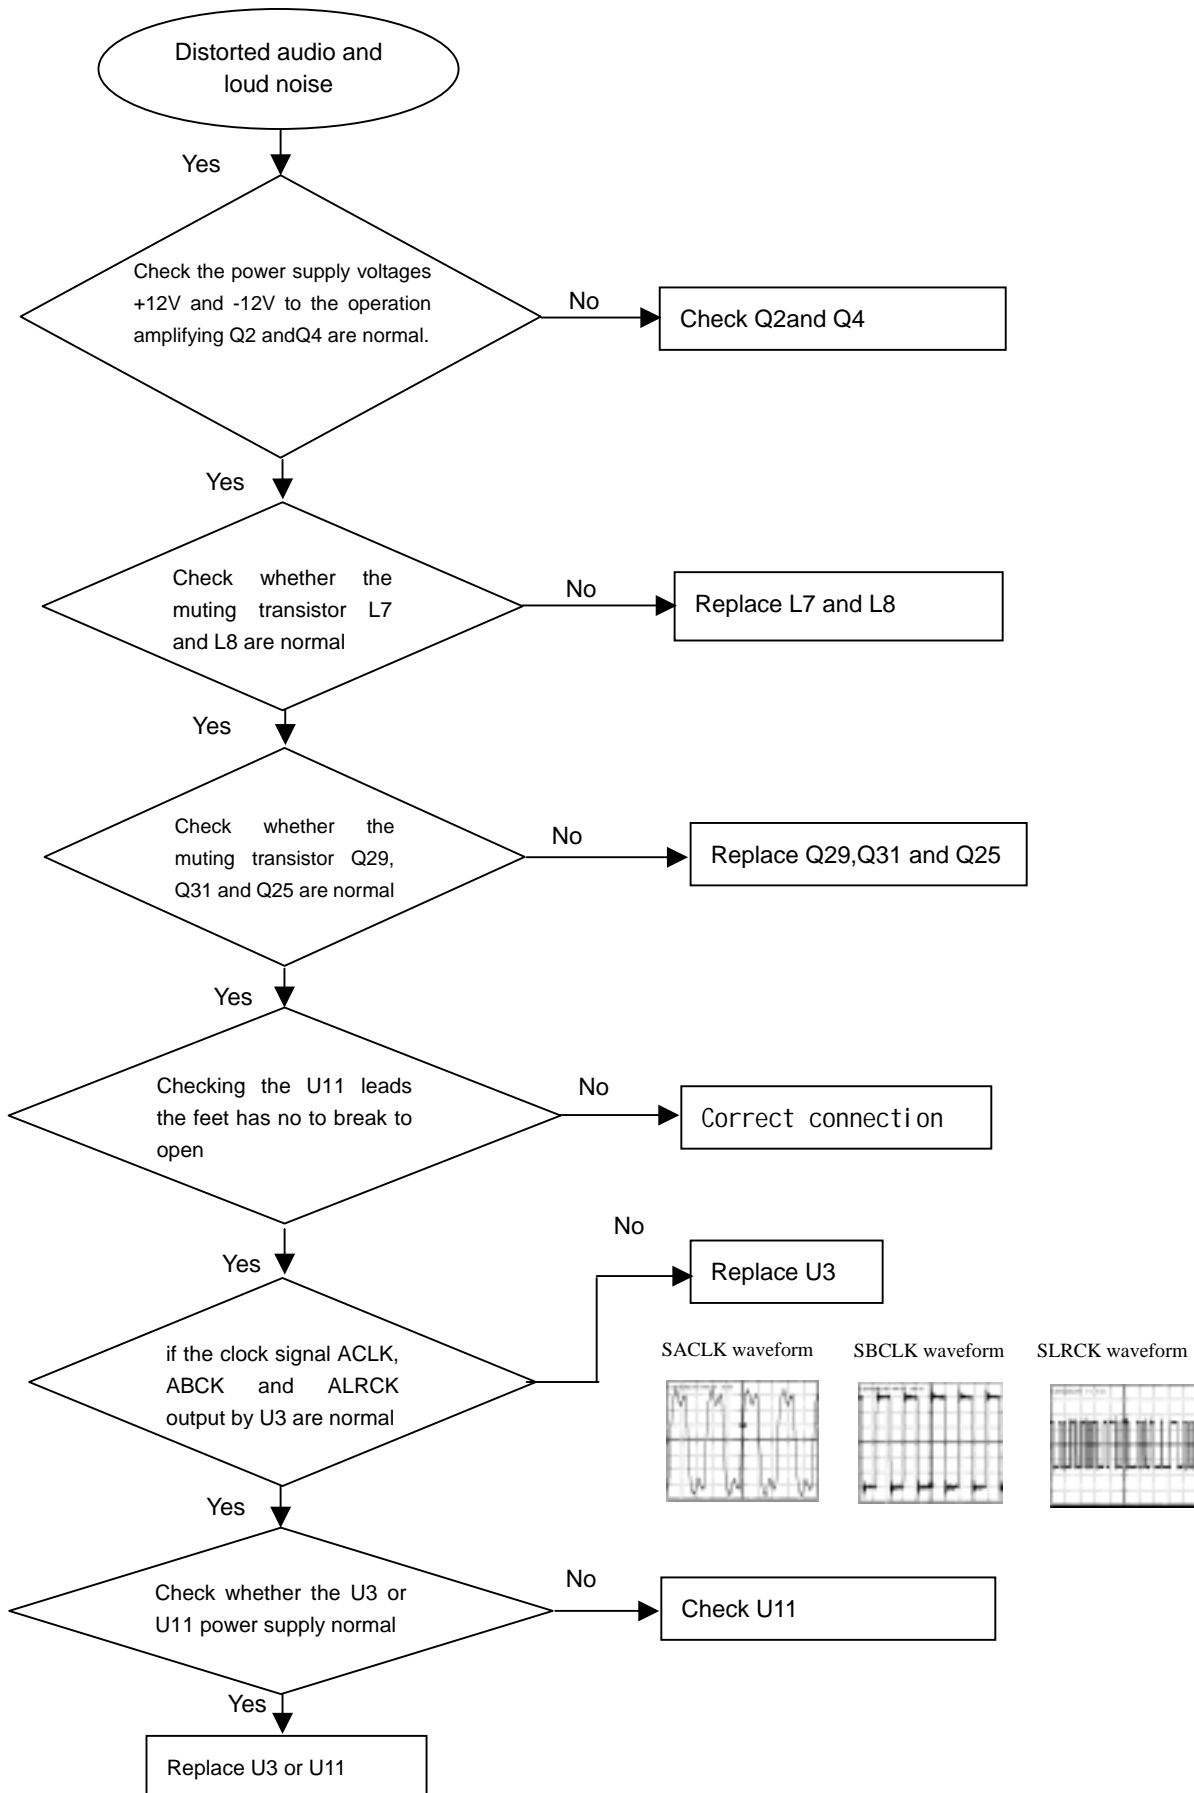 Distorted audio and
loud noise
Yes
Check the power supply voltages
+12V and -12V to the operation
amplifying Q2 andQ4 are normal.
No
Check Q2and Q4
Yes
Check whether the
muting transistor L7
and L8 are normal
No
Replace L7 and L8
Yes
Check whether the
muting transistor Q29,
Q31 and Q25 are normal
No
Replace Q29,Q31 and Q25
Yes
Checking the U11 leads
the feet has no to break to
open
No
Correct connection
Yes
No
Replace U3
if the clock signal ACLK,
ABCK and ALRCK
output by U3 are normal
SACLK waveform
SBCLK waveform
SLRCK waveform
Yes
Check whether the U3 or
U11 power supply normal
No
Check U11
Yes
Replace U3 or U11